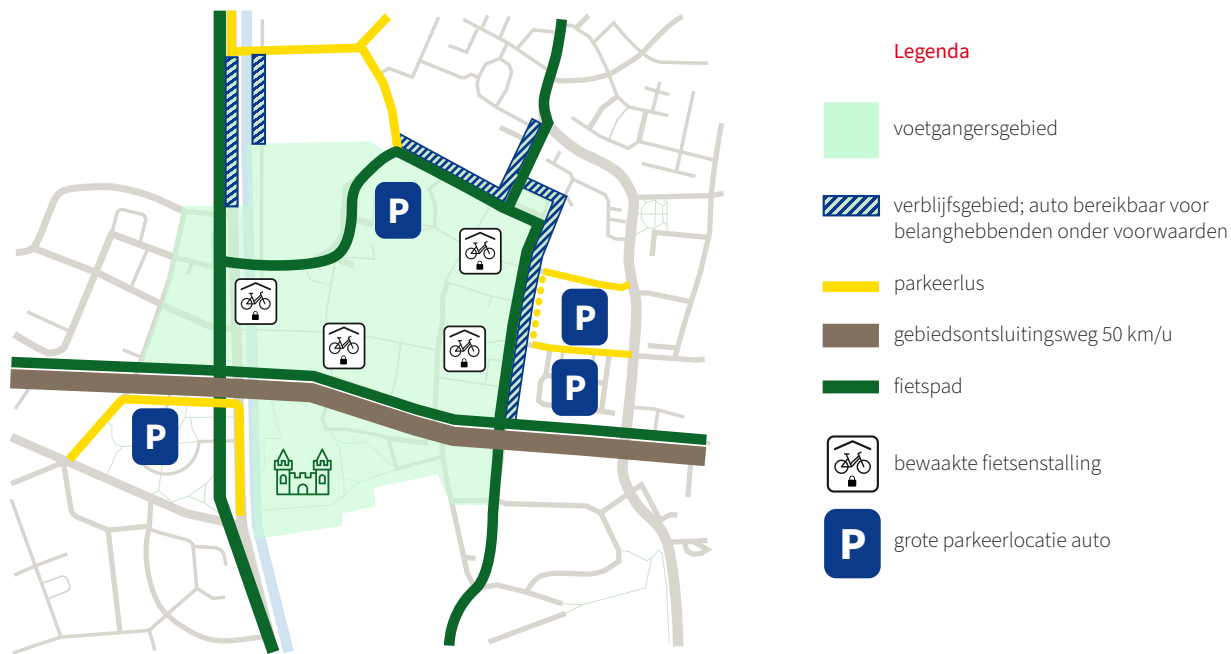 Legenda
voetgangersgebied
verblijfsgebied; auto bereikbaar voor
belanghebbenden onder voorwaarden
parkeerlus
gebiedsontsluitingsweg 50 km/u
fietspad
bewaakte fietsenstalling
P
grote parkeerlocatie auto
P
P
P
P